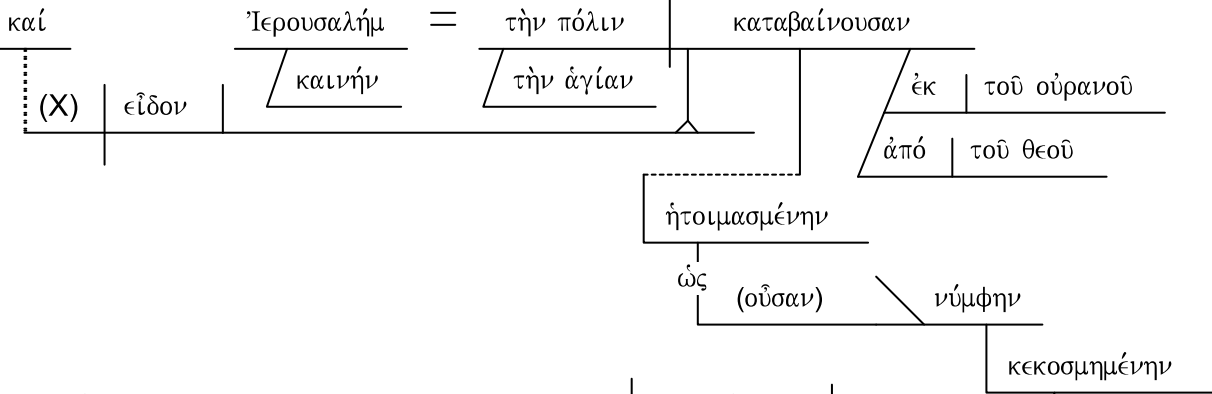 καί Ἰερουσαλήμ = τὴν πόλιν καταβαίνουσαν
καινήν τὴν ἁγίαν ἐκ τοῦ οὐρανοῦ
(X) εἶδον
ἀπό τοῦ θεοῦ
ἡτοιμασμένην
ὡς
(οὖσαν) νύμφην
κεκοσμημένην